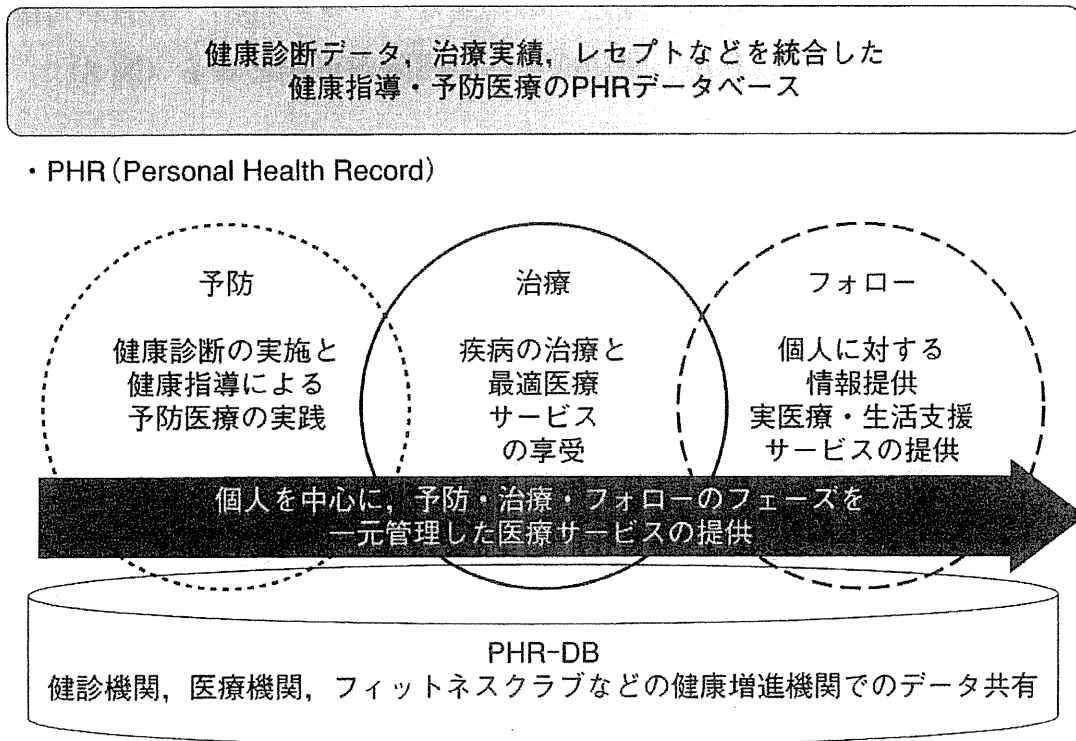 健康診断データ，治療実績，レセプトなどを統合した
健康指導・予防医療のPHRデータベース
・PHR（Personal Health Record）
予防
健康診断の実施と
健康指導による
予防医療の実践
治療
疾病の治療と
最適医療
サービス
の享受
フォロー
個人に対する
情報提供
実医療・生活支援
サービスの提供
個人を中心に，予防・治療・フォローのフェーズを
一元管理した医療サービスの提供
PHR-DB
健診機関，医療機関，フィットネスクラブなどの健康増進機関でのデータ共有